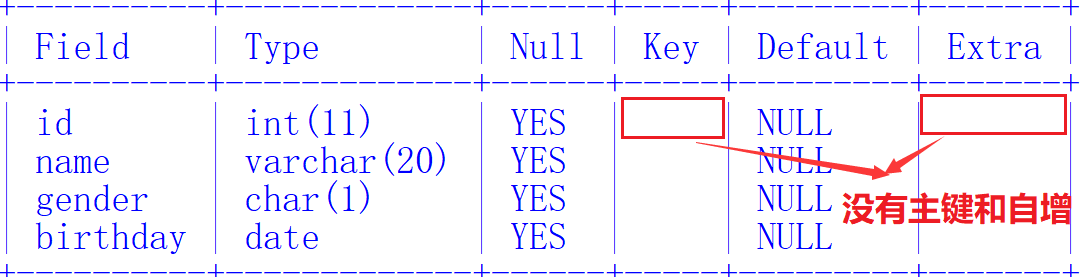 Field Type Null Key Default Extra
id int(11) YES NULL
name varchar(20) YES NULL
gender char(1) YES NULL
birthday date YES NULL
没有主键和自增